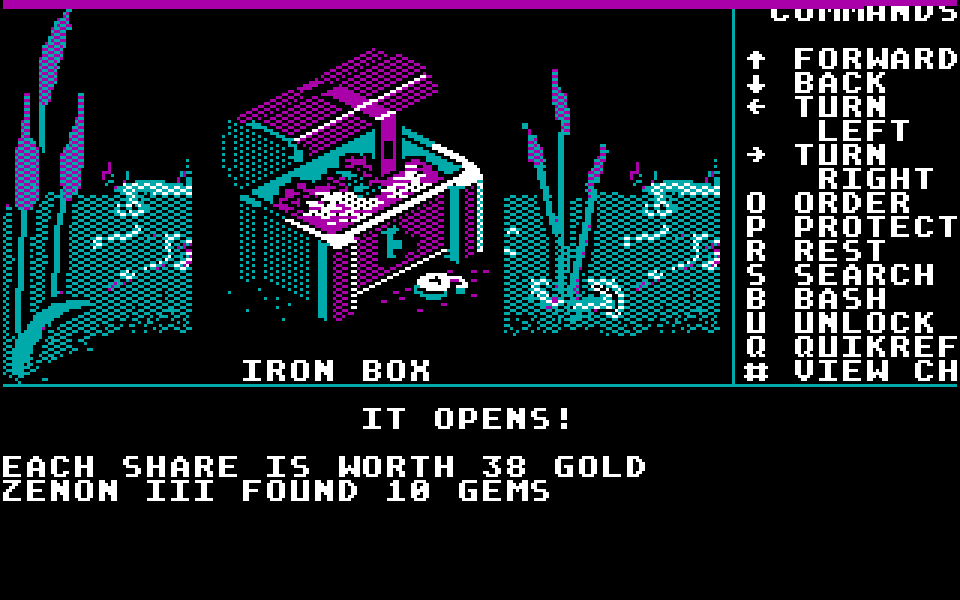 COMMANDS
↑ FORWARD
↓ BACK
← TURN
LEFT
→ TURN
RIGHT
O ORDER
P PROTECT
R REST
S SEARCH
B BASH
U UNLOCK
Q QUIKREF
# VIEW CH
IRON BOX
IT OPENS!
EACH SHARE IS WORTH 38 GOLD
ZENON III FOUND 10 GEMS